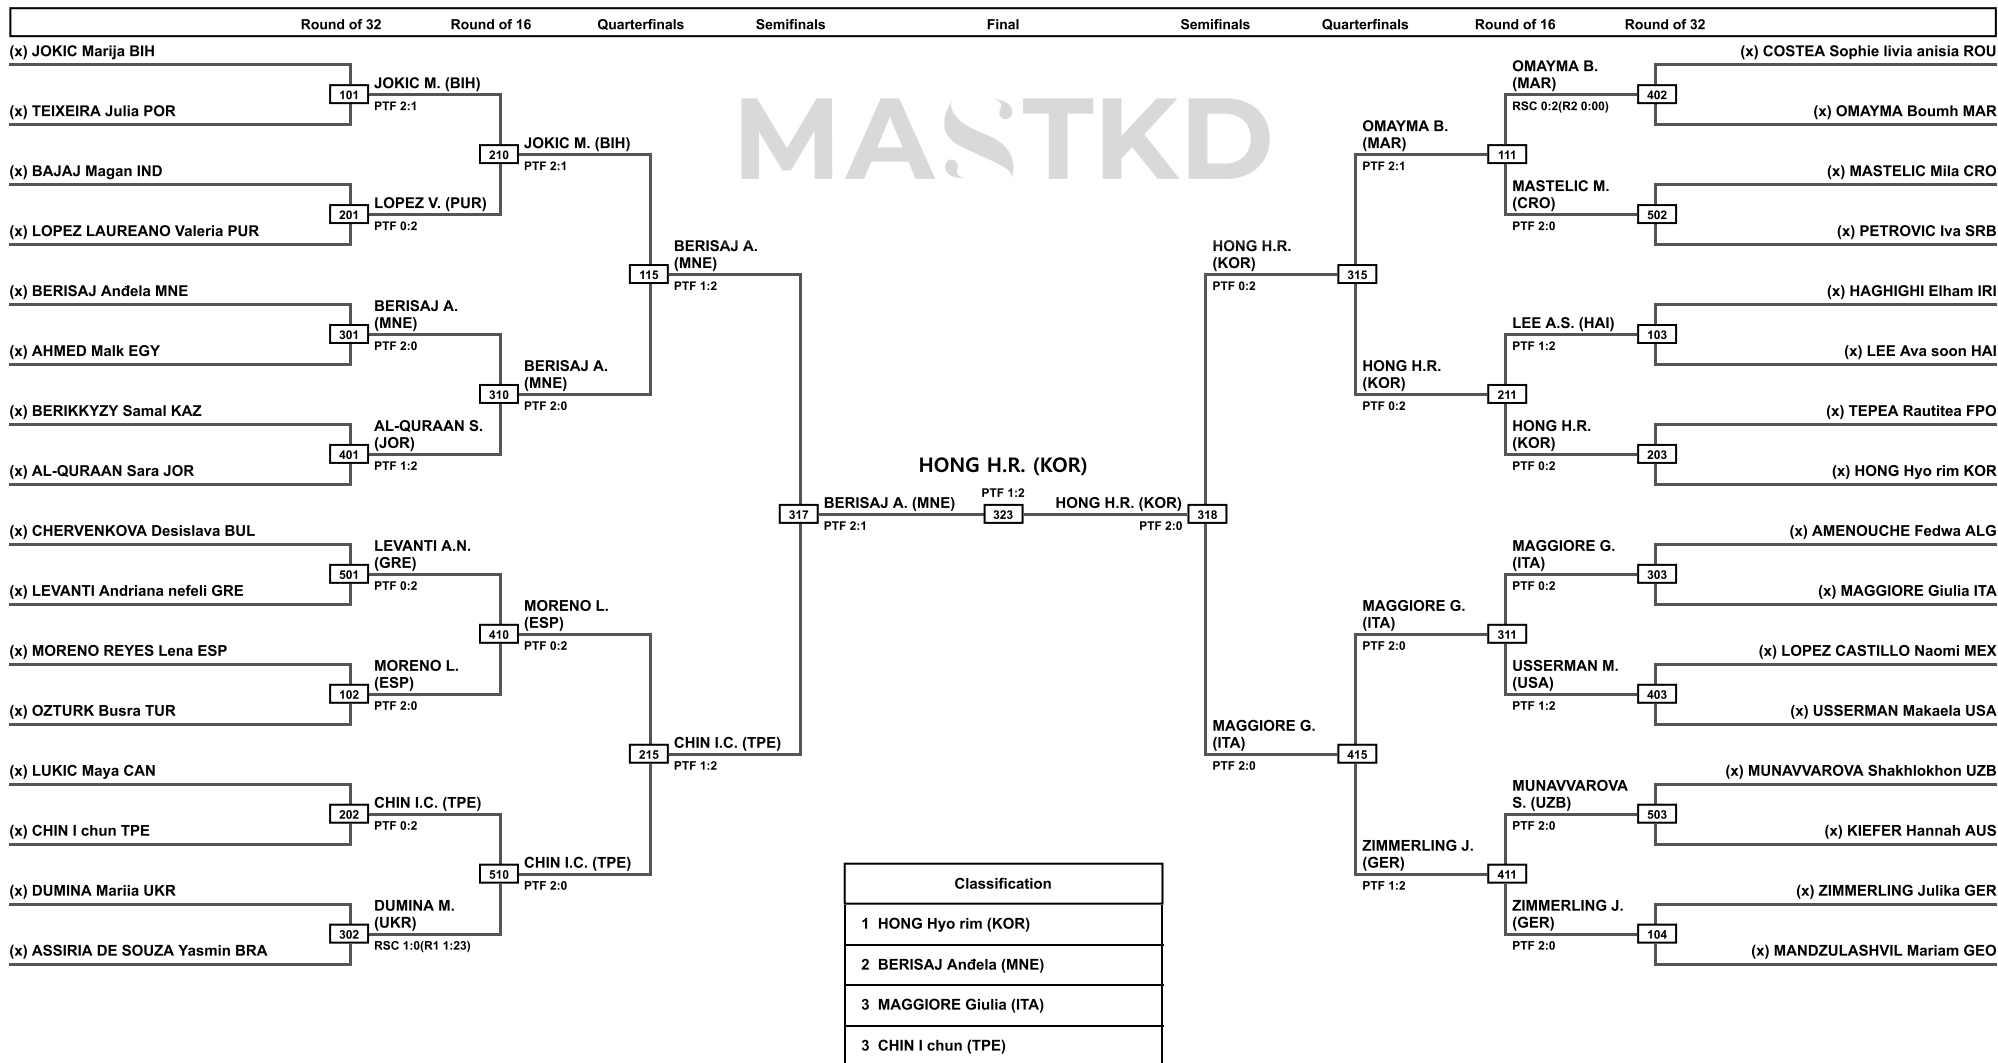 Round of 32 Round of 16 Quarterfinals Semifinals Final Semifinals Quarterfinals Round of 16 Round of 32
MASTKD
(x) JOKIC Marija BIH
101
(x) TEIXEIRA Julia POR
JOKIC M. (BIH)
PTF 2:1
(x) BAJAJ Magan IND
201
(x) LOPEZ LAUREANO Valeria PUR
LOPEZ V. (PUR)
PTF 0:2
210
JOKIC M. (BIH)
PTF 2:1
(x) BERISAJ Anđela MNE
301
(x) AHMED Malk EGY
BERISAJ A.
(MNE)
PTF 2:0
(x) BERIKKYZY Samal KAZ
401
(x) AL-QURAAN Sara JOR
AL-QURAAN S.
(JOR)
PTF 1:2
310
BERISAJ A.
(MNE)
PTF 2:0
115
BERISAJ A.
(MNE)
PTF 1:2
(x) CHERVENKOVA Desislava BUL
501
(x) LEVANTI Andriana nefeli GRE
LEVANTI A.N.
(GRE)
PTF 0:2
(x) MORENO REYES Lena ESP
102
(x) OZTURK Busra TUR
MORENO L.
(ESP)
PTF 2:0
410
MORENO L.
(ESP)
PTF 0:2
(x) LUKIC Maya CAN
202
(x) CHIN I chun TPE
CHIN I.C. (TPE)
PTF 0:2
(x) DUMINA Mariia UKR
302
(x) ASSIRIA DE SOUZA Yasmin BRA
DUMINA M.
(UKR)
RSC 1:0(R1 1:23)
510
CHIN I.C. (TPE)
PTF 2:0
215
CHIN I.C. (TPE)
PTF 1:2
317
BERISAJ A. (MNE)
PTF 2:1
HONG H.R. (KOR)
PTF 1:2
323
HONG H.R. (KOR)
PTF 2:0
318
HONG H.R.
(KOR)
PTF 0:2
315
OMAYMA B.
(MAR)
PTF 2:1
111
OMAYMA B.
(MAR)
RSC 0:2(R2 0:00)
402
(x) COSTEA Sophie livia anisia ROU
(x) OMAYMA Boumh MAR
MASTELIC M.
(CRO)
PTF 2:0
502
(x) MASTELIC Mila CRO
(x) PETROVIC Iva SRB
HONG H.R.
(KOR)
PTF 0:2
211
LEE A.S. (HAI)
PTF 1:2
103
(x) HAGHIGHI Elham IRI
(x) LEE Ava soon HAI
HONG H.R.
(KOR)
PTF 0:2
203
(x) TEPEA Rautitea FPO
(x) HONG Hyo rim KOR
MAGGIORE G.
(ITA)
PTF 2:0
415
MAGGIORE G.
(ITA)
PTF 2:0
311
MAGGIORE G.
(ITA)
PTF 0:2
303
(x) AMENOUCHE Fedwa ALG
(x) MAGGIORE Giulia ITA
USSERMAN M.
(USA)
PTF 1:2
403
(x) LOPEZ CASTILLO Naomi MEX
(x) USSERMAN Makaela USA
ZIMMERLING J.
(GER)
PTF 1:2
411
MUNAVVAROVA
S. (UZB)
PTF 2:0
503
(x) MUNAVVAROVA Shakhlokhon UZB
(x) KIEFER Hannah AUS
ZIMMERLING J.
(GER)
PTF 2:0
104
(x) ZIMMERLING Julika GER
(x) MANDZULASHVIL Mariam GEO
Classification
1 HONG Hyo rim (KOR)
2 BERISAJ Anđela (MNE)
3 MAGGIORE Giulia (ITA)
3 CHIN I chun (TPE)